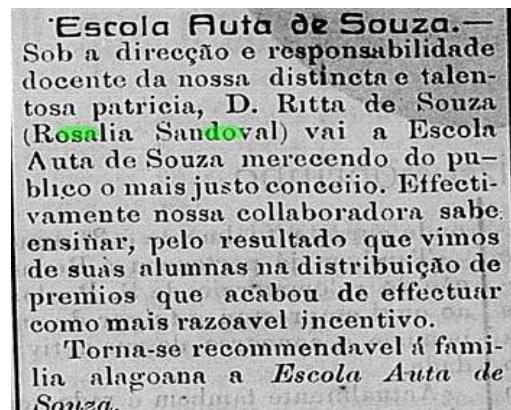 Escola Auta de Souza.—
Sob a direcção e responsabilidade
docente da nossa distincta e talen-
tosa patricia, D. Ritta de Souza
(Rosalia Sandoval) vai a Escola
Auta de Souza merecendo do pu-
blico o mais justo conceiio. Effecti-
vamente nossa collaboradora sabe
ensinar, pelo resultado que vimos
de suas alumnas na distribuição de
premios que acabou de effectuar
como mais razoavel incentivo.
Torna-se recommendavel á fami-
lia alagoana a Escola Auta de
Souza.